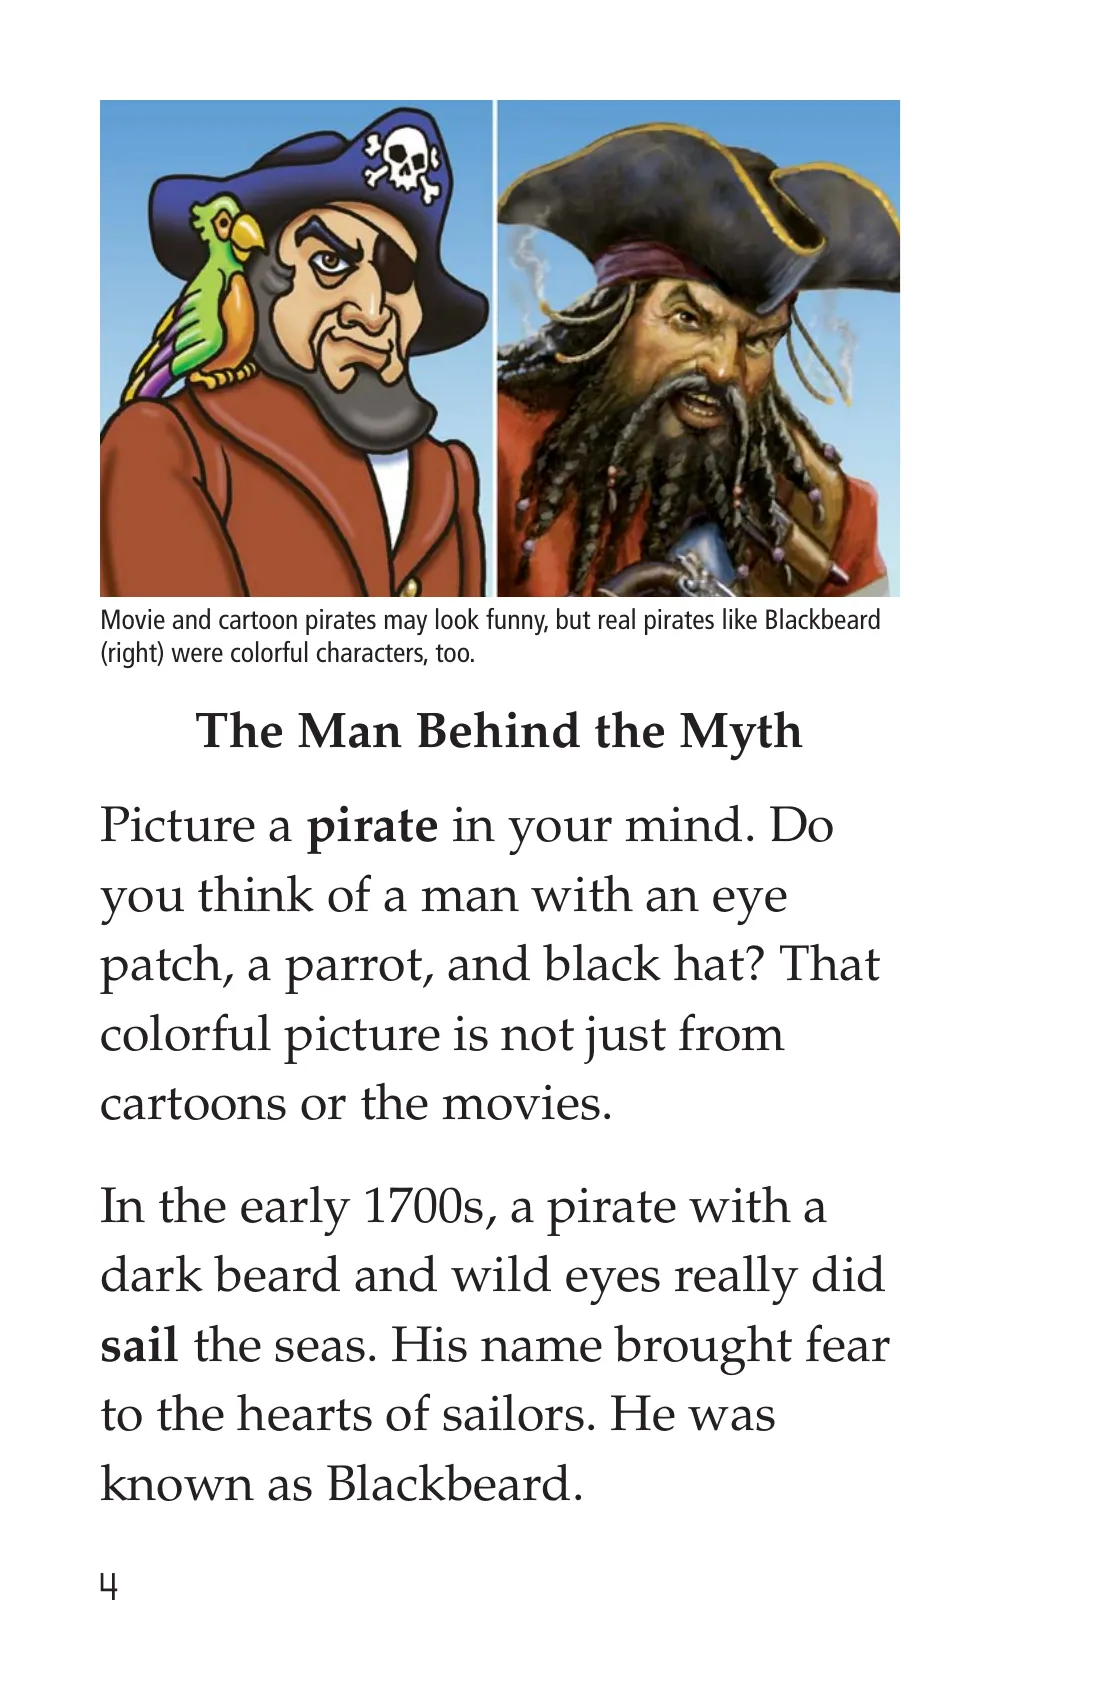 Movie and cartoon pirates may look funny, but real pirates like Blackbeard
(right) were colorful characters, too.
The Man Behind the Myth
Picture a pirate in your mind. Do
you think of a man with an eye
patch, a parrot, and black hat? That
colorful picture is not just from
cartoons or the movies.
In the early 1700s, a pirate with a
dark beard and wild eyes really did
sail the seas. His name brought fear
to the hearts of sailors. He was
known as Blackbeard.
4